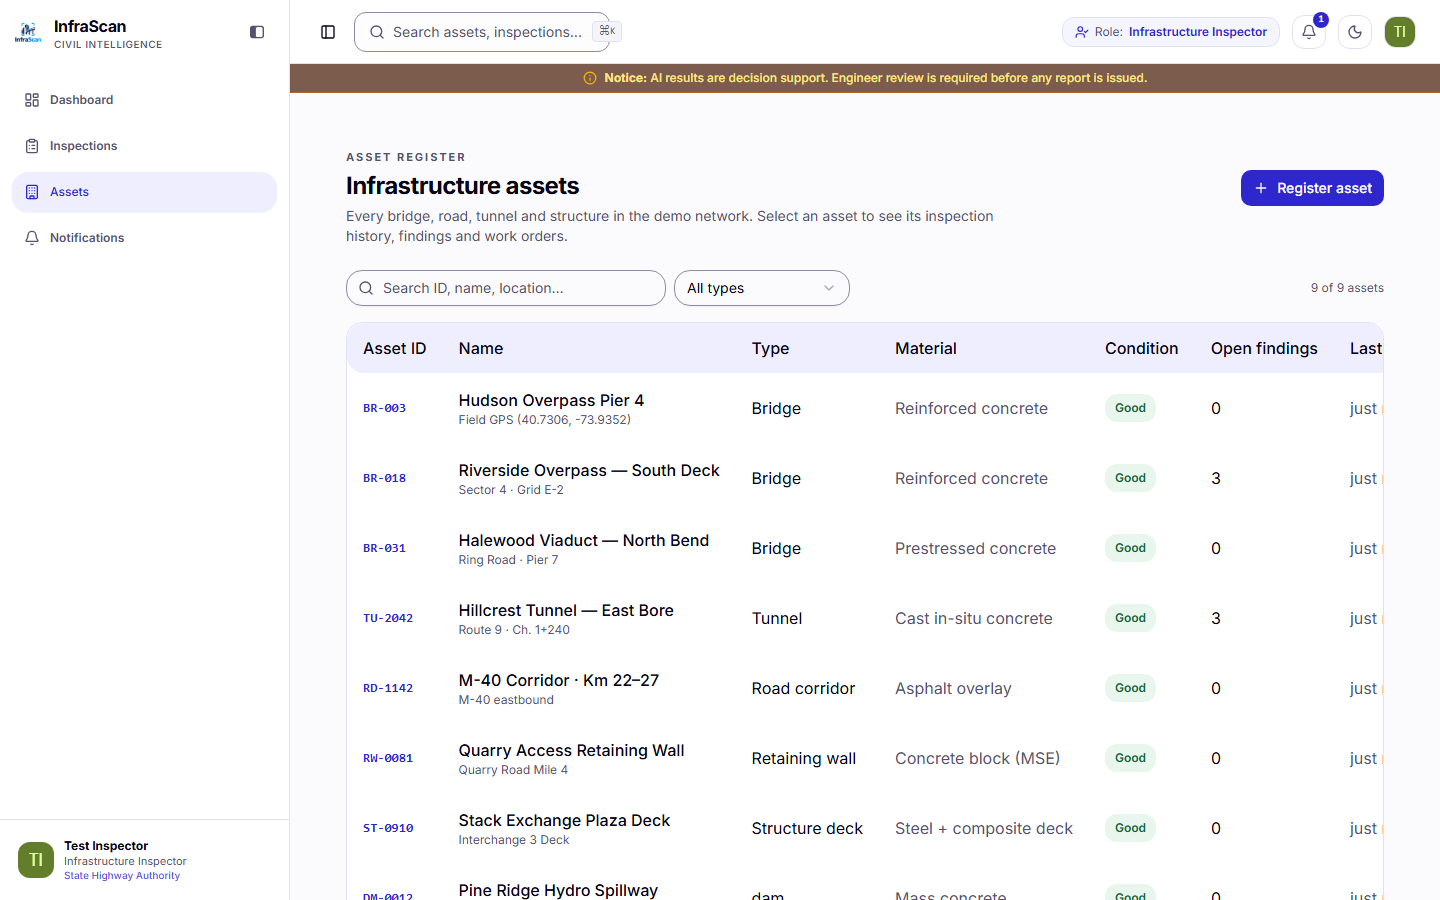 InfraScan
InfraScan
CIVIL INTELLIGENCE
Search assets, inspections...
⌘K
Role: Infrastructure Inspector
1
TI
Notice: AI results are decision support. Engineer review is required before any report is issued.
Dashboard
Inspections
Assets
Notifications
ASSET REGISTER
Infrastructure assets
Every bridge, road, tunnel and structure in the demo network. Select an asset to see its inspection
history, findings and work orders.
Register asset
Search ID, name, location...
All types
9 of 9 assets
Asset ID Name Type Material Condition Open findings Last
BR-003 Hudson Overpass Pier 4 Bridge Reinforced concrete Good 0 just
Field GPS (40.7306, -73.9352)
BR-018 Riverside Overpass — South Deck Bridge Reinforced concrete Good 3 just
Sector 4 · Grid E-2
BR-031 Halewood Viaduct — North Bend Bridge Prestressed concrete Good 0 just
Ring Road · Pier 7
TU-2042 Hillcrest Tunnel — East Bore Tunnel Cast in-situ concrete Good 3 just
Route 9 · Ch. 1+240
RD-1142 M-40 Corridor · Km 22–27 Road corridor Asphalt overlay Good 0 just
M-40 eastbound
RW-0081 Quarry Access Retaining Wall Retaining wall Concrete block (MSE) Good 0 just
Quarry Road Mile 4
ST-0910 Stack Exchange Plaza Deck Structure deck Steel + composite deck Good 0 just
Interchange 3 Deck
DM-0012 Pine Ridge Hydro Spillway dam Mass concrete Good 0 just
TI
Test Inspector
Infrastructure Inspector
State Highway Authority